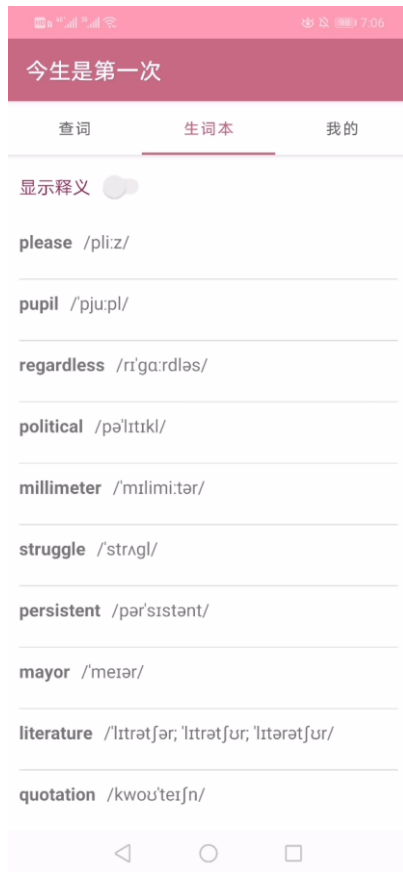 7:06
今生是第一次
查词 生词本 我的
显示释义
please /pliːz/
pupil /ˈpjuːpl/
regardless /rɪˈɡɑːrdləs/
political /pəˈlɪtɪkl/
millimeter /ˈmɪlimiːtər/
struggle /ˈstrʌɡl/
persistent /pərˈsɪstənt/
mayor /ˈmeɪər/
literature /ˈlɪtrətʃər; ˈlɪtrətʃʊr; ˈlɪtərətʃʊr/
quotation /kwoʊˈteɪʃn/